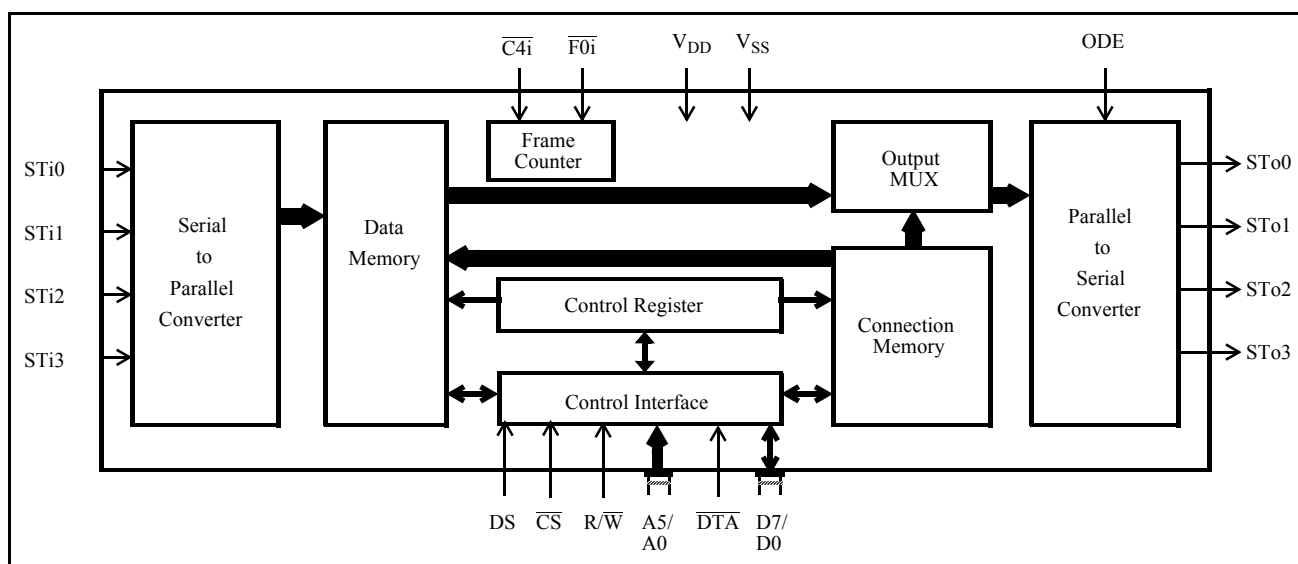 C4i F0i V_DD V_SS ODE
Frame
Counter
Output
MUX
STi0
STi1
STi2
STi3
Serial
to
Parallel
Converter
Data
Memory
Control Register
Control Interface
Connection
Memory
Parallel
to
Serial
Converter
STo0
STo1
STo2
STo3
DS CS R/W A5/ DTA D7/
A0 D0